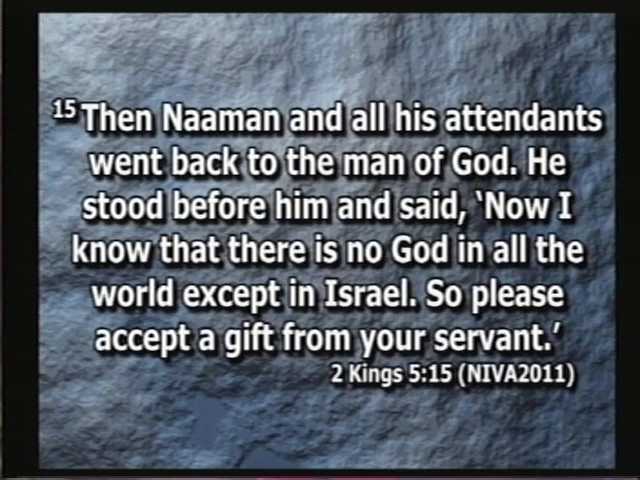 15 Then Naaman and all his attendants
went back to the man of God. He
stood before him and said, ‘Now I
know that there is no God in all the
world except in Israel. So please
accept a gift from your servant.’
2 Kings 5:15 (NIVA2011)